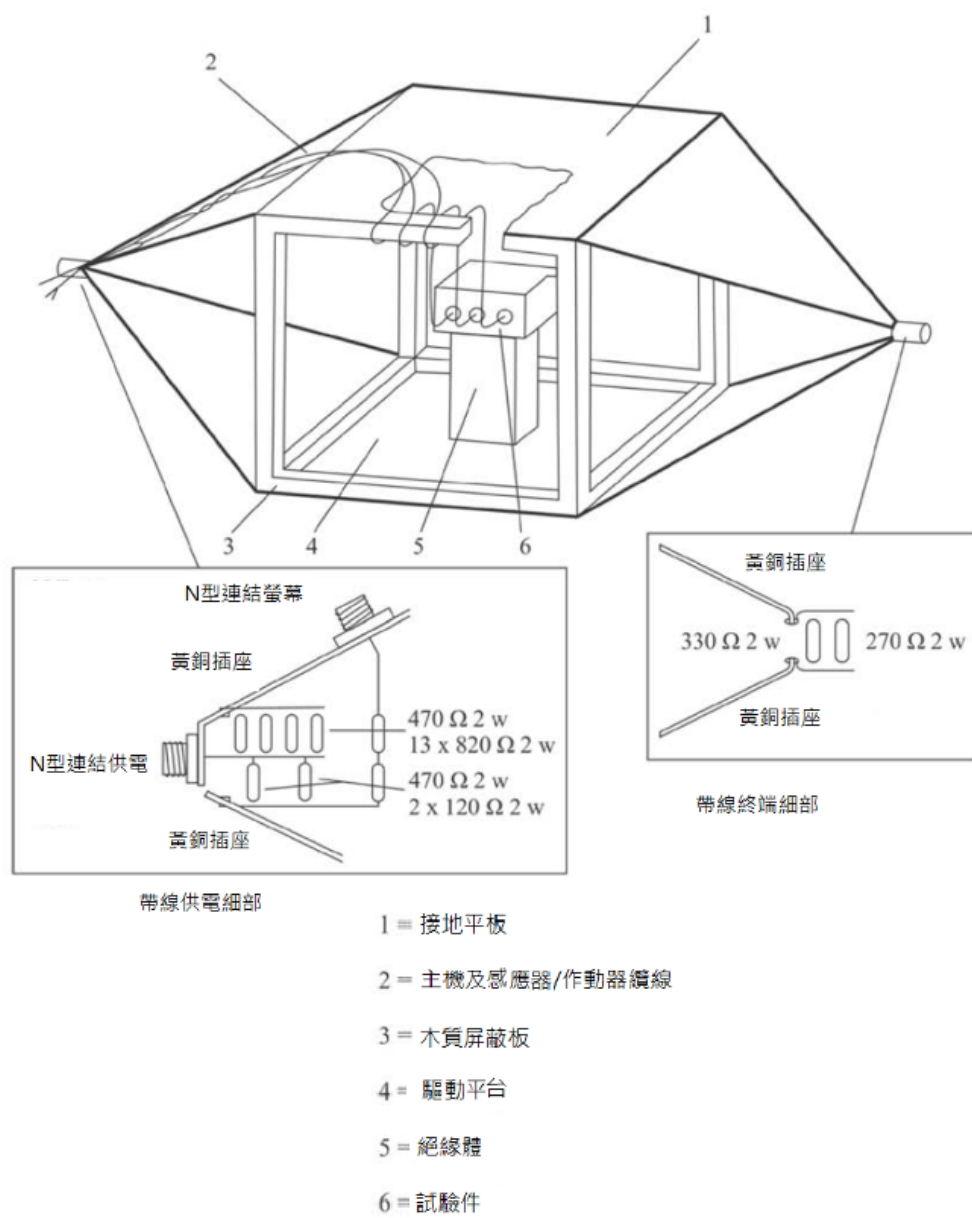 1
2
3
4
5
6
N型連結螢幕
黃銅插座
470 Ω 2 w
13 x 820 Ω 2 w
N型連結供電
470 Ω 2 w
2 x 120 Ω 2 w
黃銅插座
帶線供電細部
黃銅插座
330 Ω 2 w
270 Ω 2 w
黃銅插座
帶線終端細部
1 = 接地平板
2 = 主機及感應器/作動器纜線
3 = 木質屏蔽板
4 = 驅動平台
5 = 絕緣體
6 = 試驗件